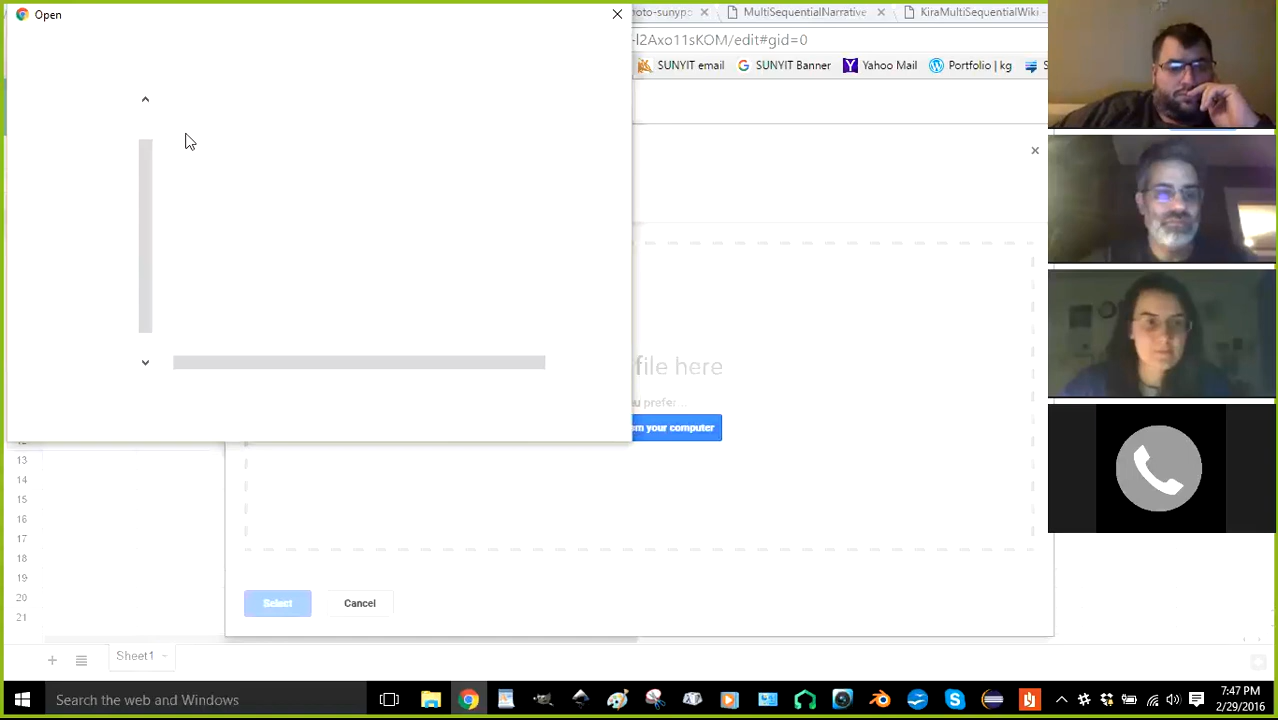 Open
oto-sunypo
MultiSequentialNarrative
KiraMultiSequentialWiki -
-l2Axo11sKOM/edit#gid=0
SUNYIT email
SUNYIT Banner
Yahoo Mail
Portfolio | kg
S
file here
u prefer...
m your computer
13
14
15
16
17
18
19
20
21
Select
Cancel
Sheet1
Search the web and Windows
7:47 PM
2/29/2016